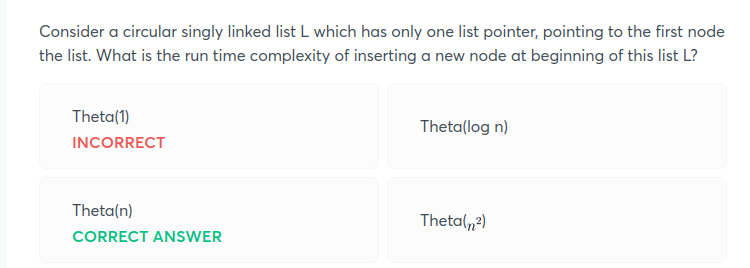 Consider a circular singly linked list L which has only one list pointer, pointing to the first node
the list. What is the run time complexity of inserting a new node at beginning of this list L?
Theta(1)
INCORRECT
Theta(log n)
Theta(n)
CORRECT ANSWER
Theta(n²)